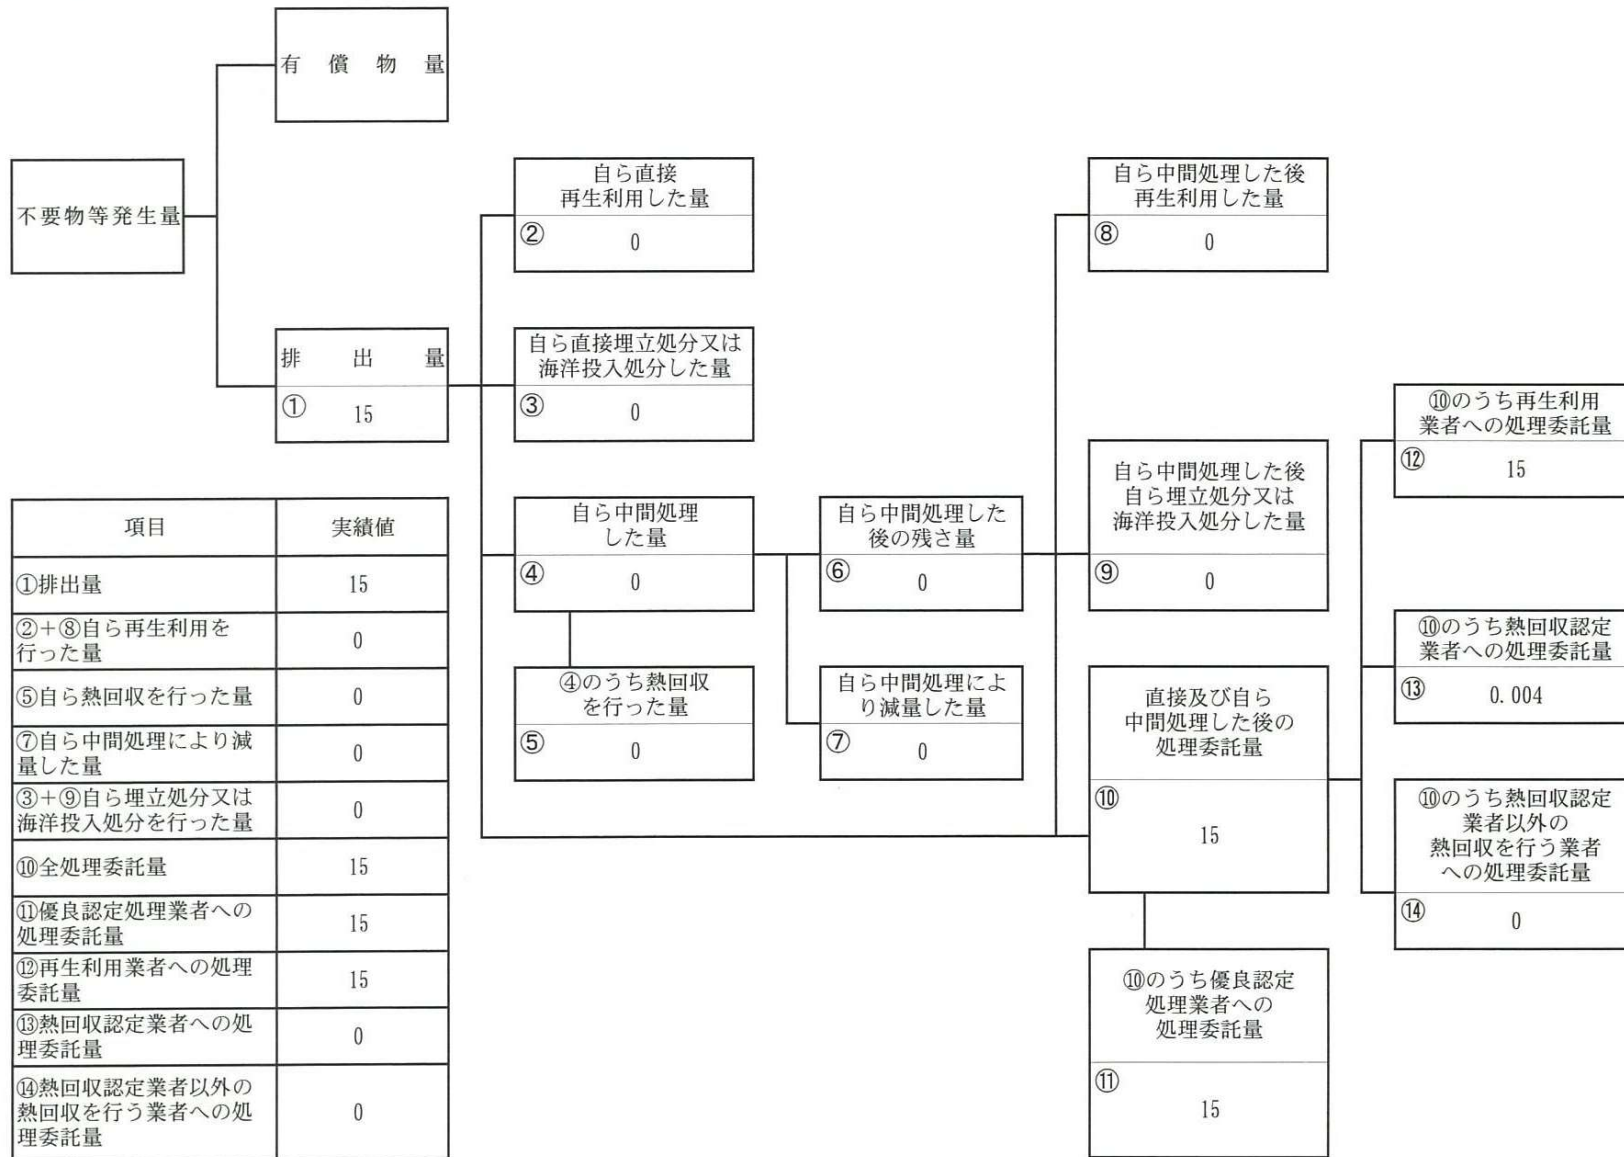 有償物量
不要物等発生量
排出量
① 15
自ら直接
再生利用した量
② 0
自ら直接埋立処分又は
海洋投入処分した量
③ 0
自ら中間処理
した量
④ 0
④のうち熱回収
を行った量
⑤ 0
自ら中間処理した
後の残さ量
⑥ 0
自ら中間処理によ
り減量した量
⑦ 0
自ら中間処理した後
再生利用した量
⑧ 0
自ら中間処理した後
自ら埋立処分又は
海洋投入処分した量
⑨ 0
直接及び自ら
中間処理した後の
処理委託量
⑩
15
⑩のうち優良認定
処理業者への
処理委託量
⑪
15
⑩のうち再生利用
業者への処理委託量
⑫ 15
⑩のうち熱回収認定
業者への処理委託量
⑬ 0.004
⑩のうち熱回収認定
業者以外の
熱回収を行う業者
への処理委託量
⑭ 0
項目 実績値
①排出量 15
②+⑧自ら再生利用を
行った量 0
⑤自ら熱回収を行った量 0
⑦自ら中間処理により減
量した量 0
③+⑨自ら埋立処分又は
海洋投入処分を行った量 0
⑩全処理委託量 15
⑪優良認定処理業者への
処理委託量 15
⑫再生利用業者への処理
委託量 15
⑬熱回収認定業者への処
理委託量 0
⑭熱回収認定業者以外の
熱回収を行う業者への処
理委託量 0